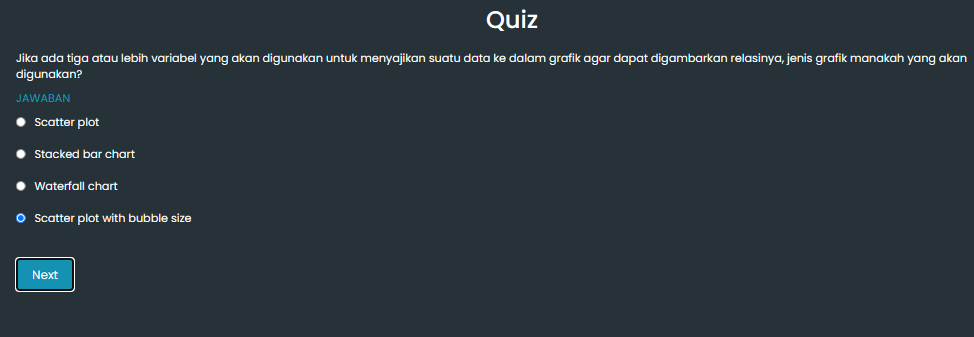 Quiz
Jika ada tiga atau lebih variabel yang akan digunakan untuk menyajikan suatu data ke dalam grafik agar dapat digambarkan relasinya, jenis grafik manakah yang akan
digunakan?
JAWABAN
Scatter plot
Stacked bar chart
Waterfall chart
Scatter plot with bubble size
Next